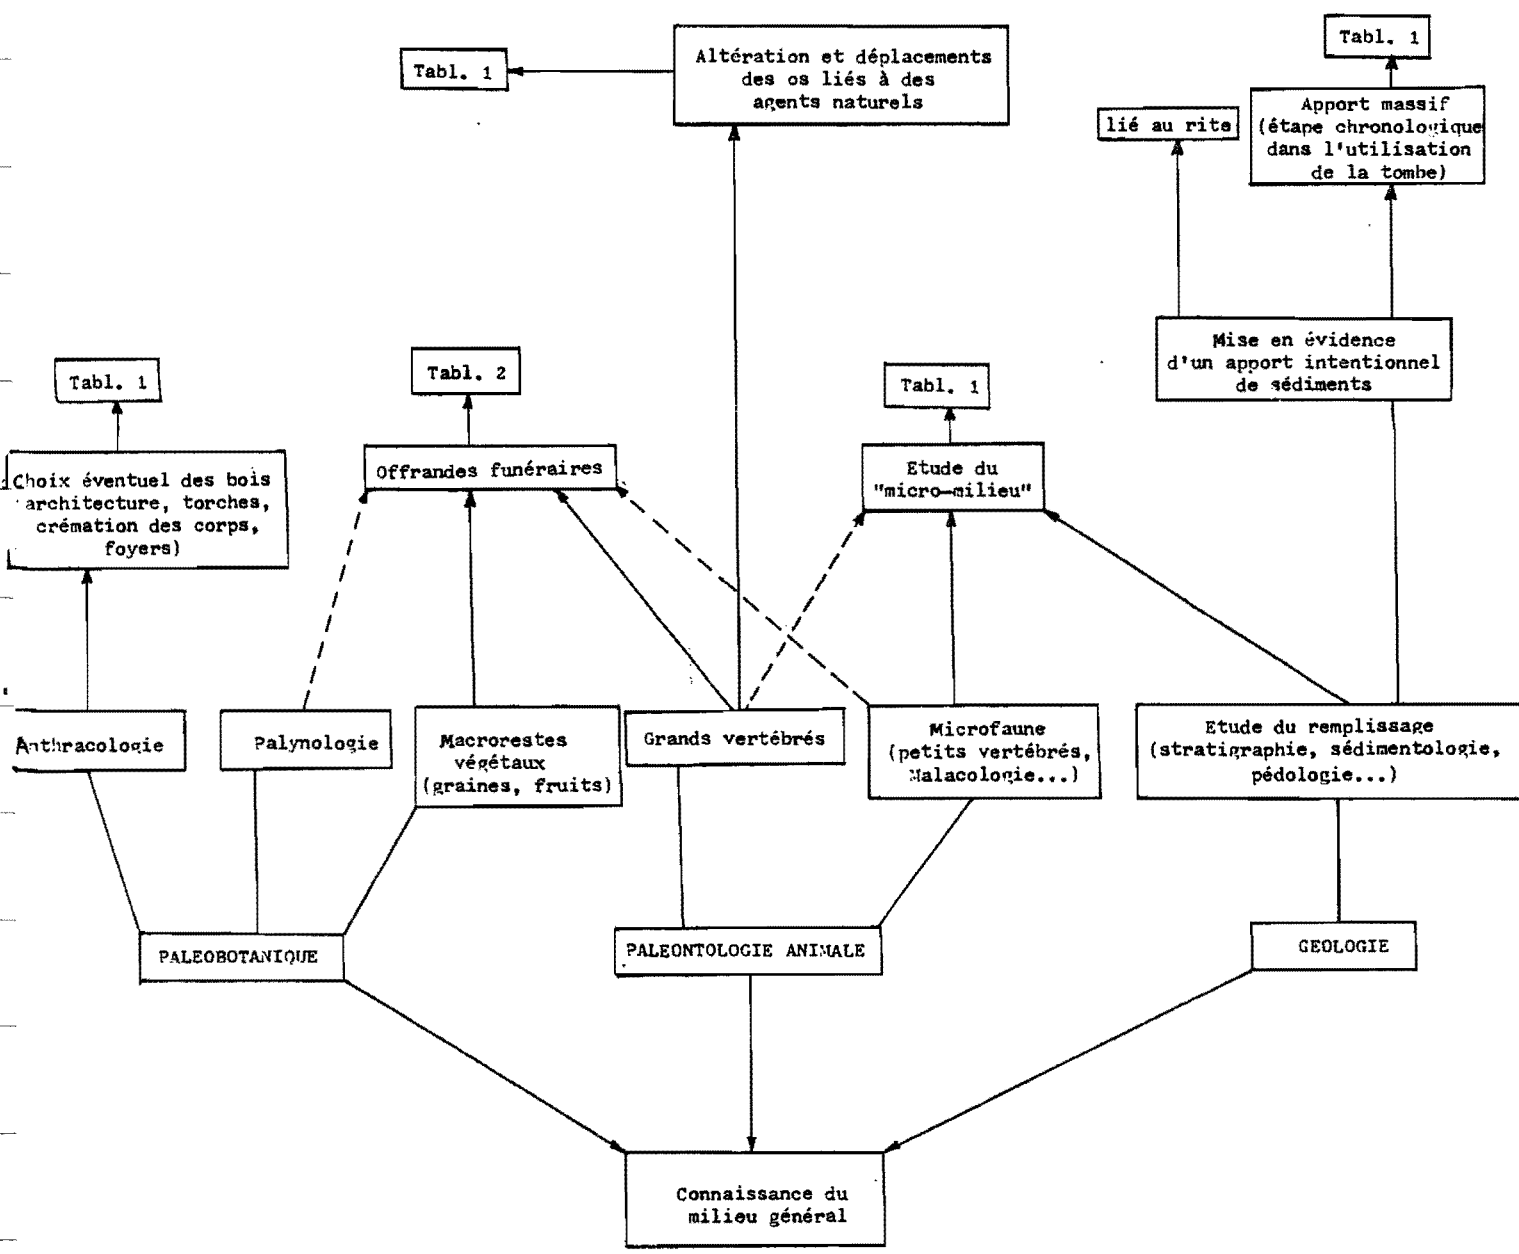 Tabl. 1
Altération et déplacements
des os liés à des
agents naturels
Tabl. 1
lié au rite
Apport massif
(étape chronologique
dans l'utilisation
de la tombe)
Mise en évidence
d'un apport intentionnel
de sédiments
Tabl. 1
Tabl. 2
Tabl. 1
Choix éventuel des bois
architecture, torches,
crémation des corps,
foyers)
Offrandes funéraires
Etude du
"micro-milieu"
Anthracologie
Palynologie
Macrorestes
végétaux
(graines, fruits)
Grands vertébrés
Microfaune
(petits vertébrés,
Malacologie...)
Etude du remplissage
(stratigraphie, sédimentologie,
pédologie...)
PALEOBOTANIQUE
PALEONTOLOGIE ANIMALE
GEOLOGIE
Connaissance du
milieu général